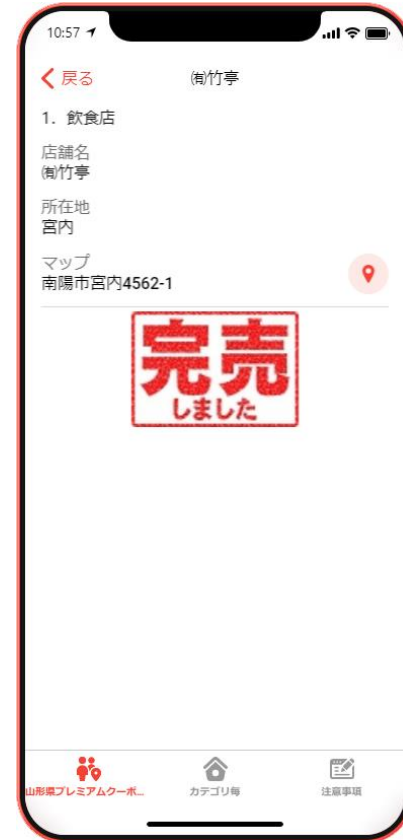 10:57
戻る
㈲竹亭
1. 飲食店
店舗名
㈲竹亭
所在地
宮内
マップ
南陽市宮内4562-1
完売
しました
山形県プレミアムクーポ...
カテゴリ毎
注意事項